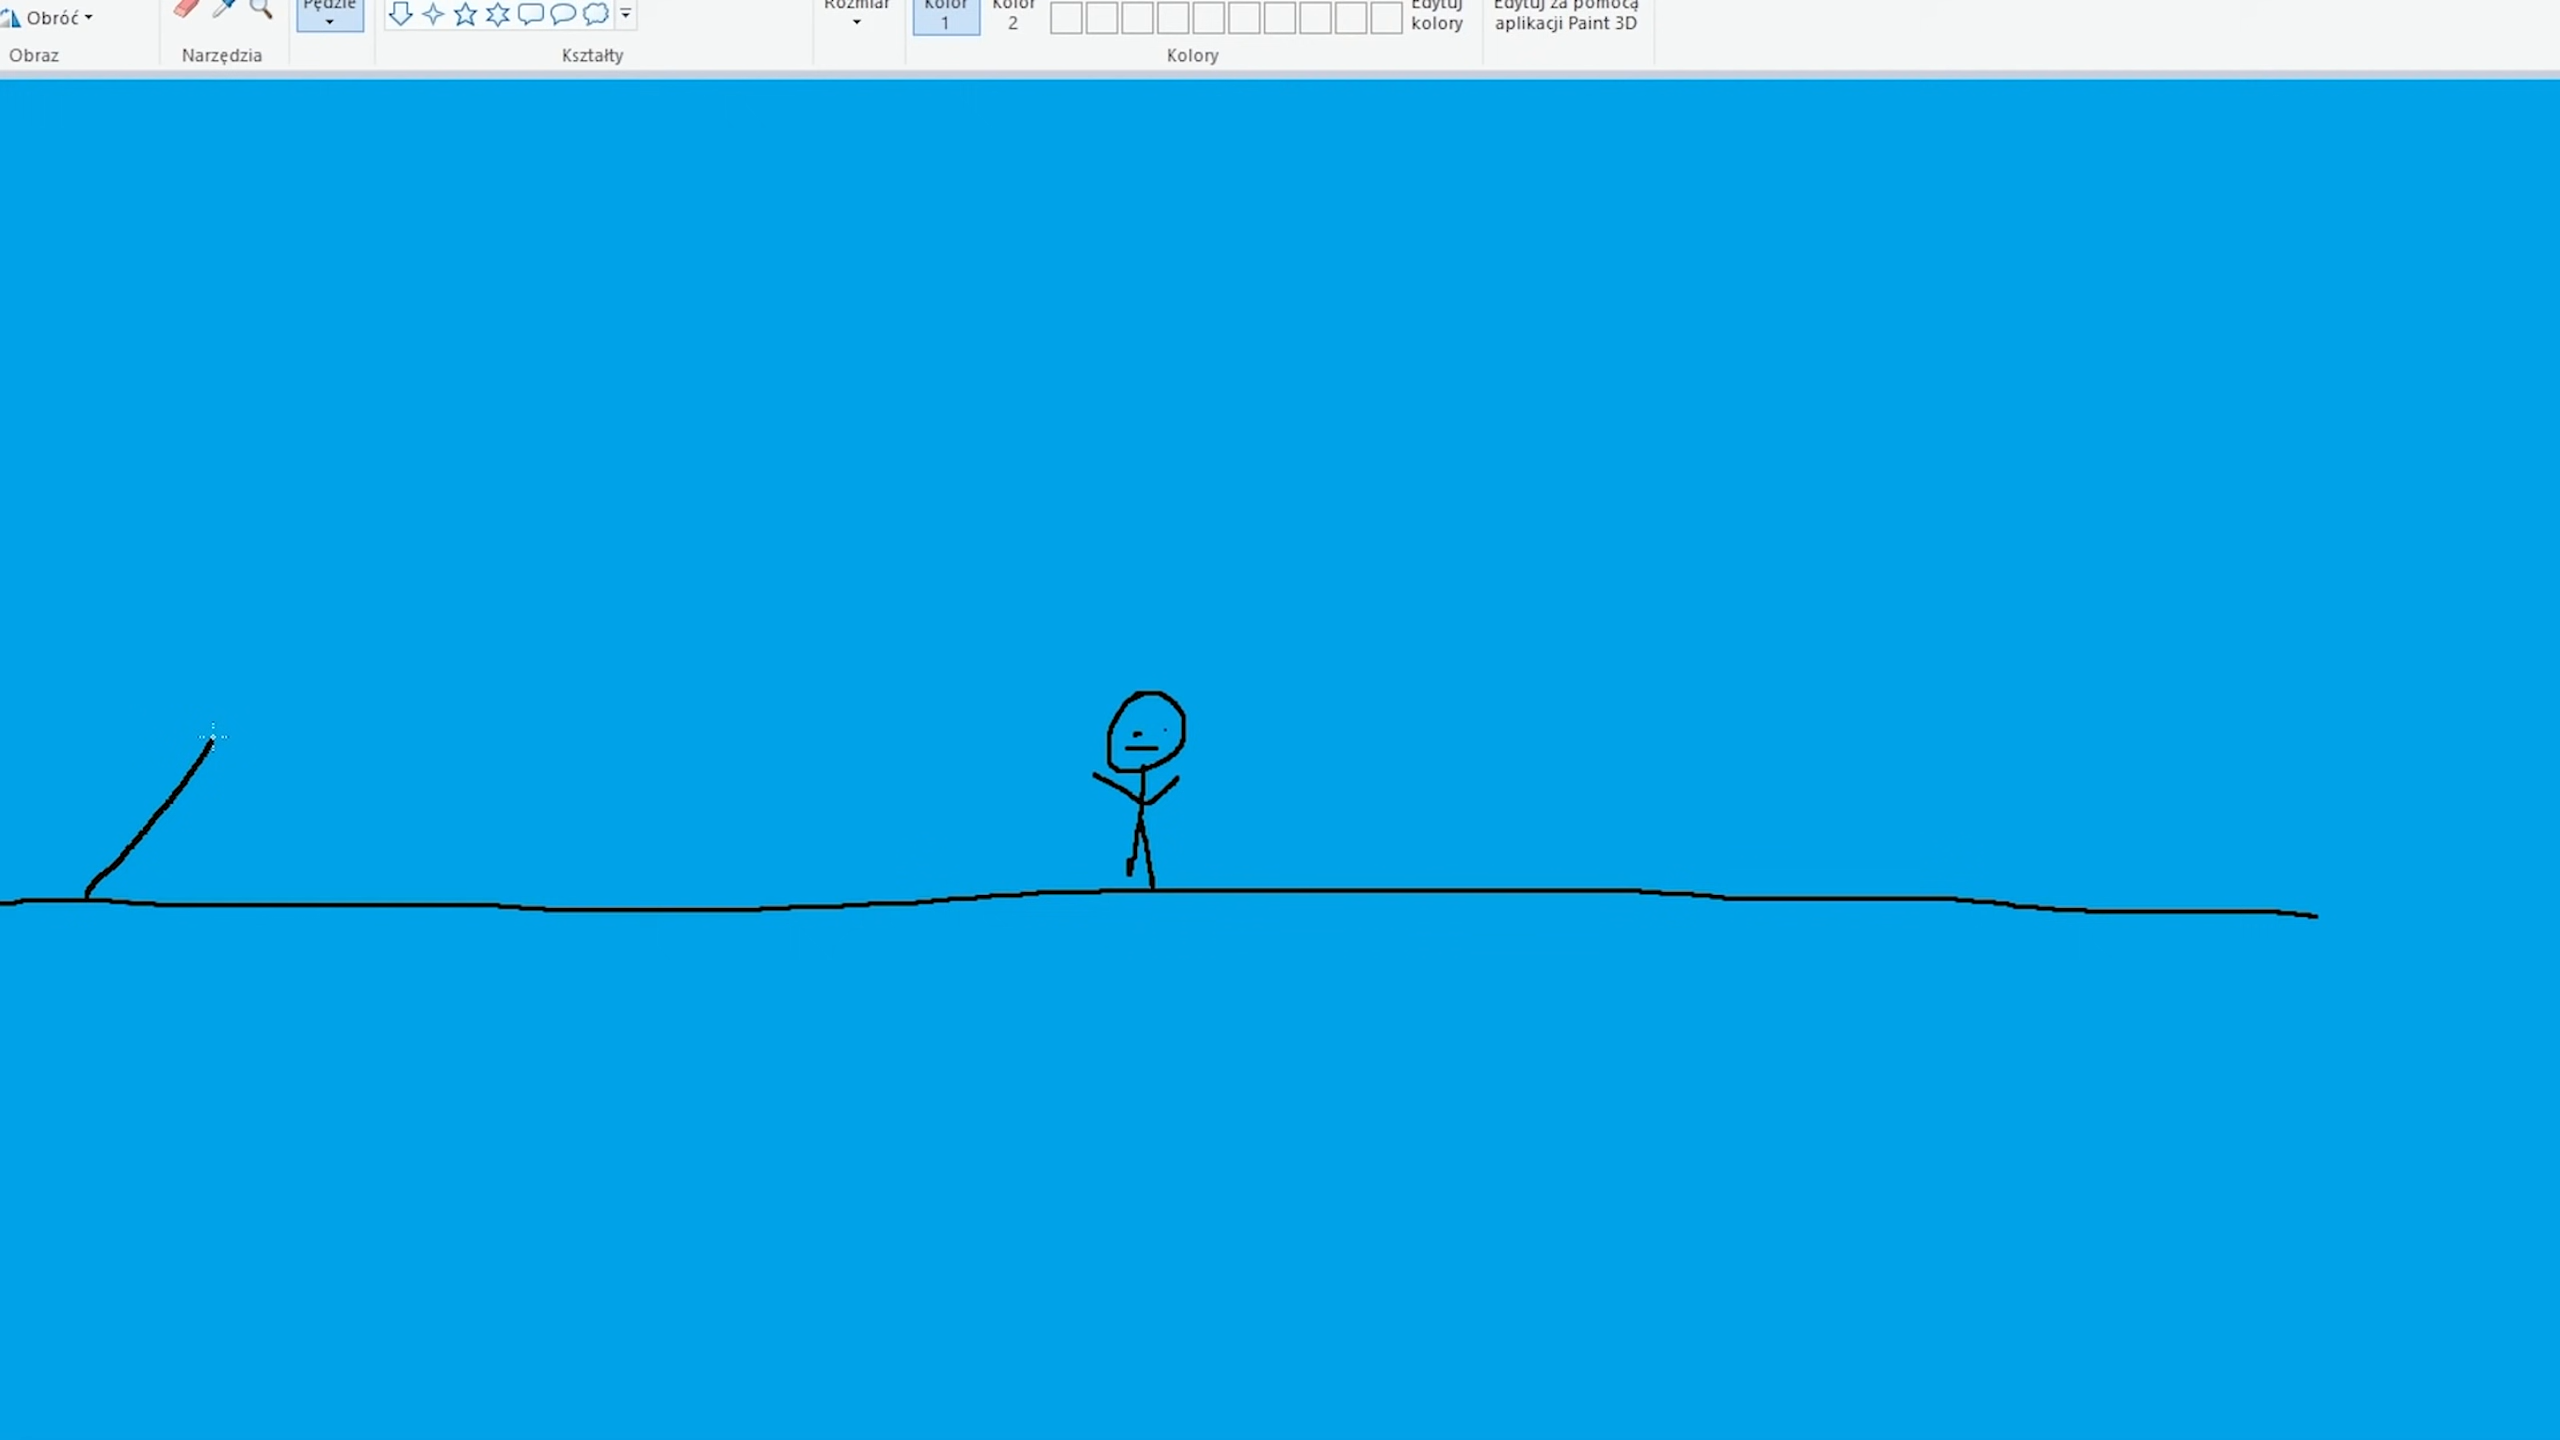 Obróć
Pędzle
Rozmiar
Kolor
1
Kolor
2
Edytuj
kolory
Edytuj za pomocą
aplikacji Paint 3D
Obraz
Narzędzia
Kształty
Kolory